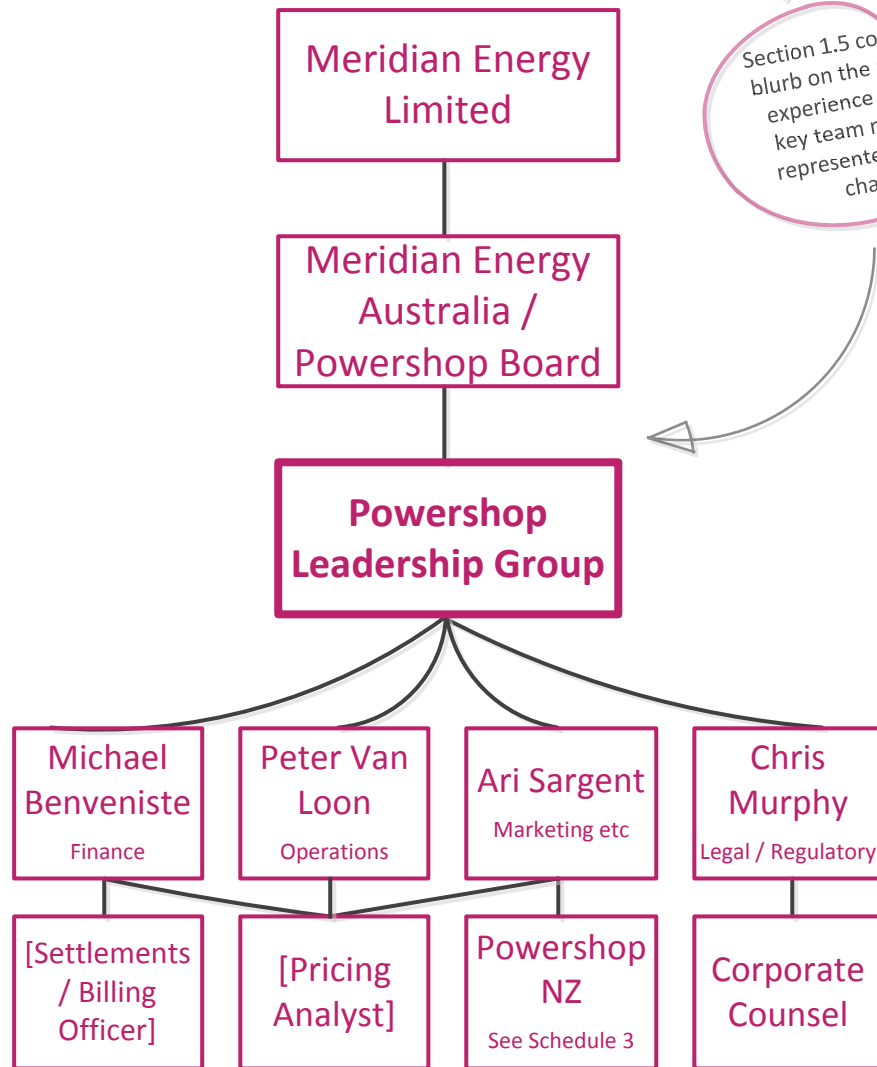 Meridian Energy
Limited
Section 1.5
blurb on the
experience
key team
Meridian Energy
Australia /
Powershop Board
Powershop
Leadership Group
Michael
Benveniste
Finance
Peter Van
Loon
Operations
Ari Sargent
Marketing etc
Chris
Murphy
Legal / Regulatory
[Settlements
/ Billing
Officer]
[Pricing
Analyst]
Powershop
NZ
See Schedule 3
Corporate
Counsel